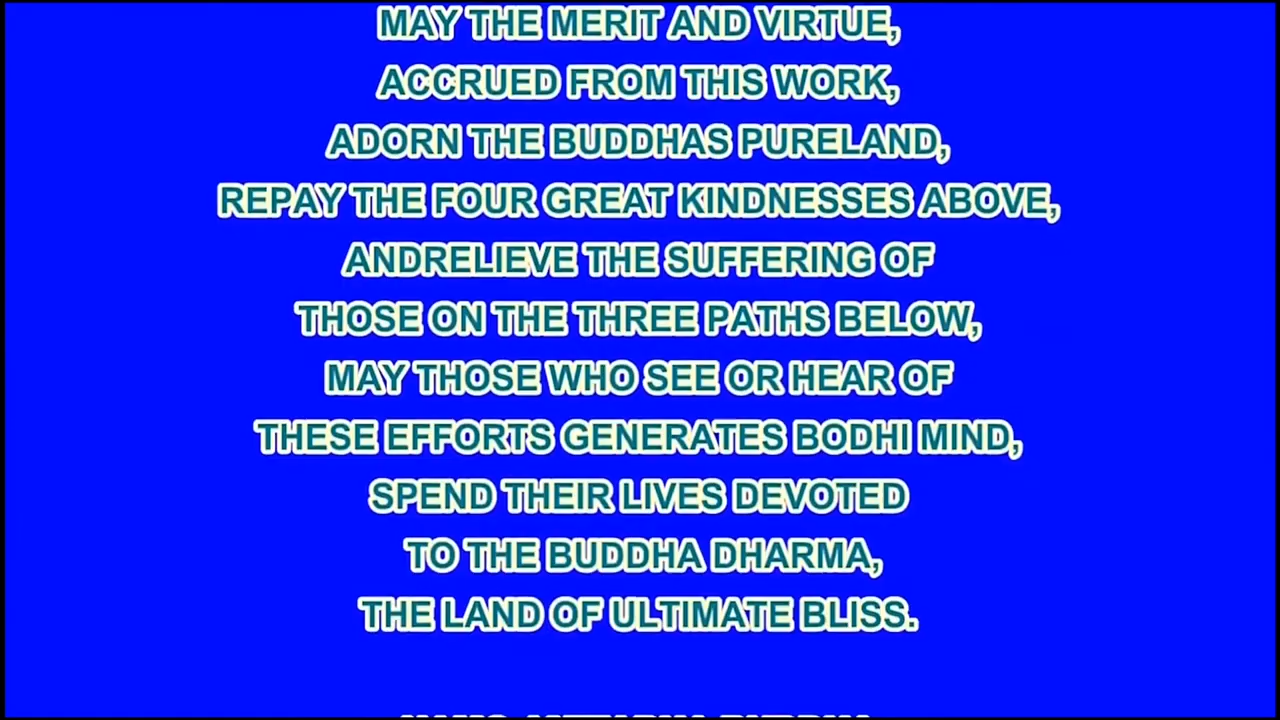 MAY THE MERIT AND VIRTUE,
ACCRUED FROM THIS WORK,
ADORN THE BUDDHAS PURELAND,
REPAY THE FOUR GREAT KINDNESSES ABOVE,
ANDRELIEVE THE SUFFERING OF
THOSE ON THE THREE PATHS BELOW,
MAY THOSE WHO SEE OR HEAR OF
THESE EFFORTS GENERATES BODHI MIND,
SPEND THEIR LIVES DEVOTED
TO THE BUDDHA DHARMA,
THE LAND OF ULTIMATE BLISS.